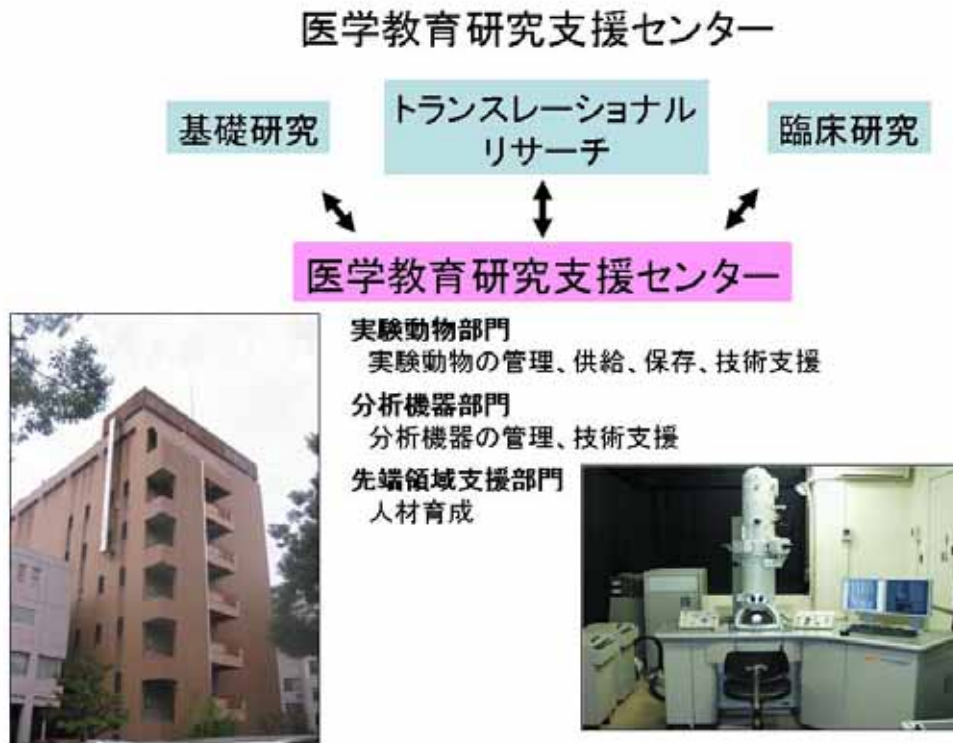 医学教育研究支援センター
基礎研究
トランスレーショナル
リサーチ
臨床研究
医学教育研究支援センター
実験動物部門
実験動物の管理、供給、保存、技術支援
分析機器部門
分析機器の管理、技術支援
先端領域支援部門
人材育成